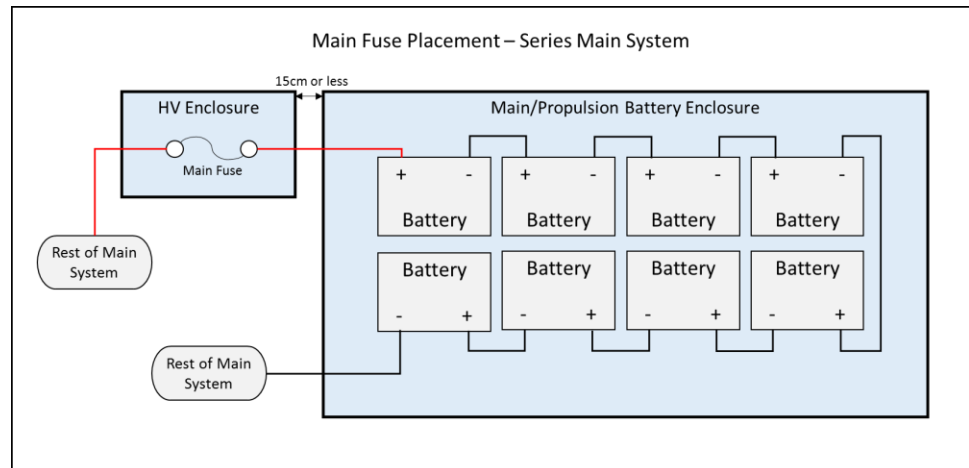 Main Fuse Placement – Series Main System
15cm or less
HV Enclosure
Main/Propulsion Battery Enclosure
Main Fuse
+ - + - + - + -
Battery Battery Battery Battery
Rest of Main
System
Battery Battery Battery Battery
- + - + - + - +
Rest of Main
System